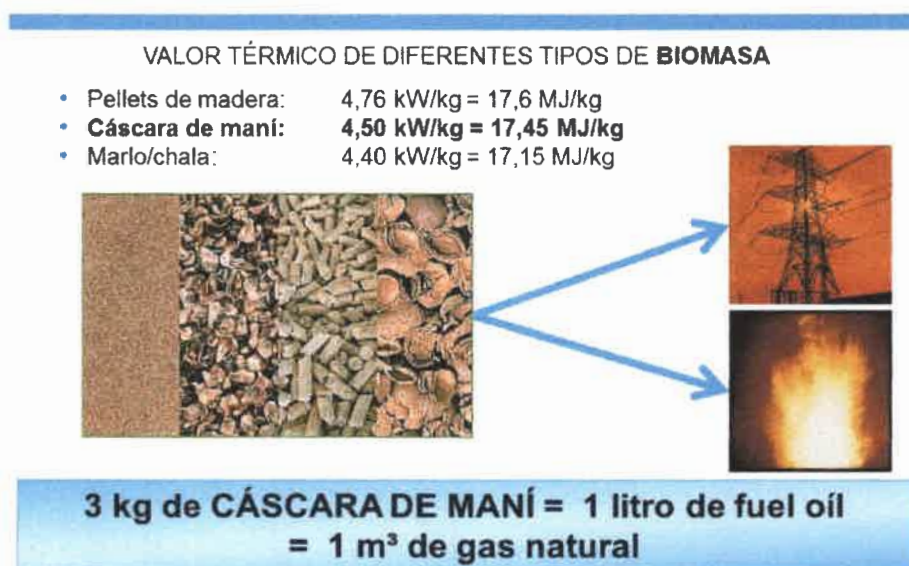 VALOR TÉRMICO DE DIFERENTES TIPOS DE BIOMASA
• Pellets de madera: 4,76 kW/kg = 17,6 MJ/kg
• Cáscara de maní: 4,50 kW/kg = 17,45 MJ/kg
• Marlo/chala: 4,40 kW/kg = 17,15 MJ/kg
3 kg de CÁSCARA DE MANÍ = 1 litro de fuel oíl
= 1 m³ de gas natural